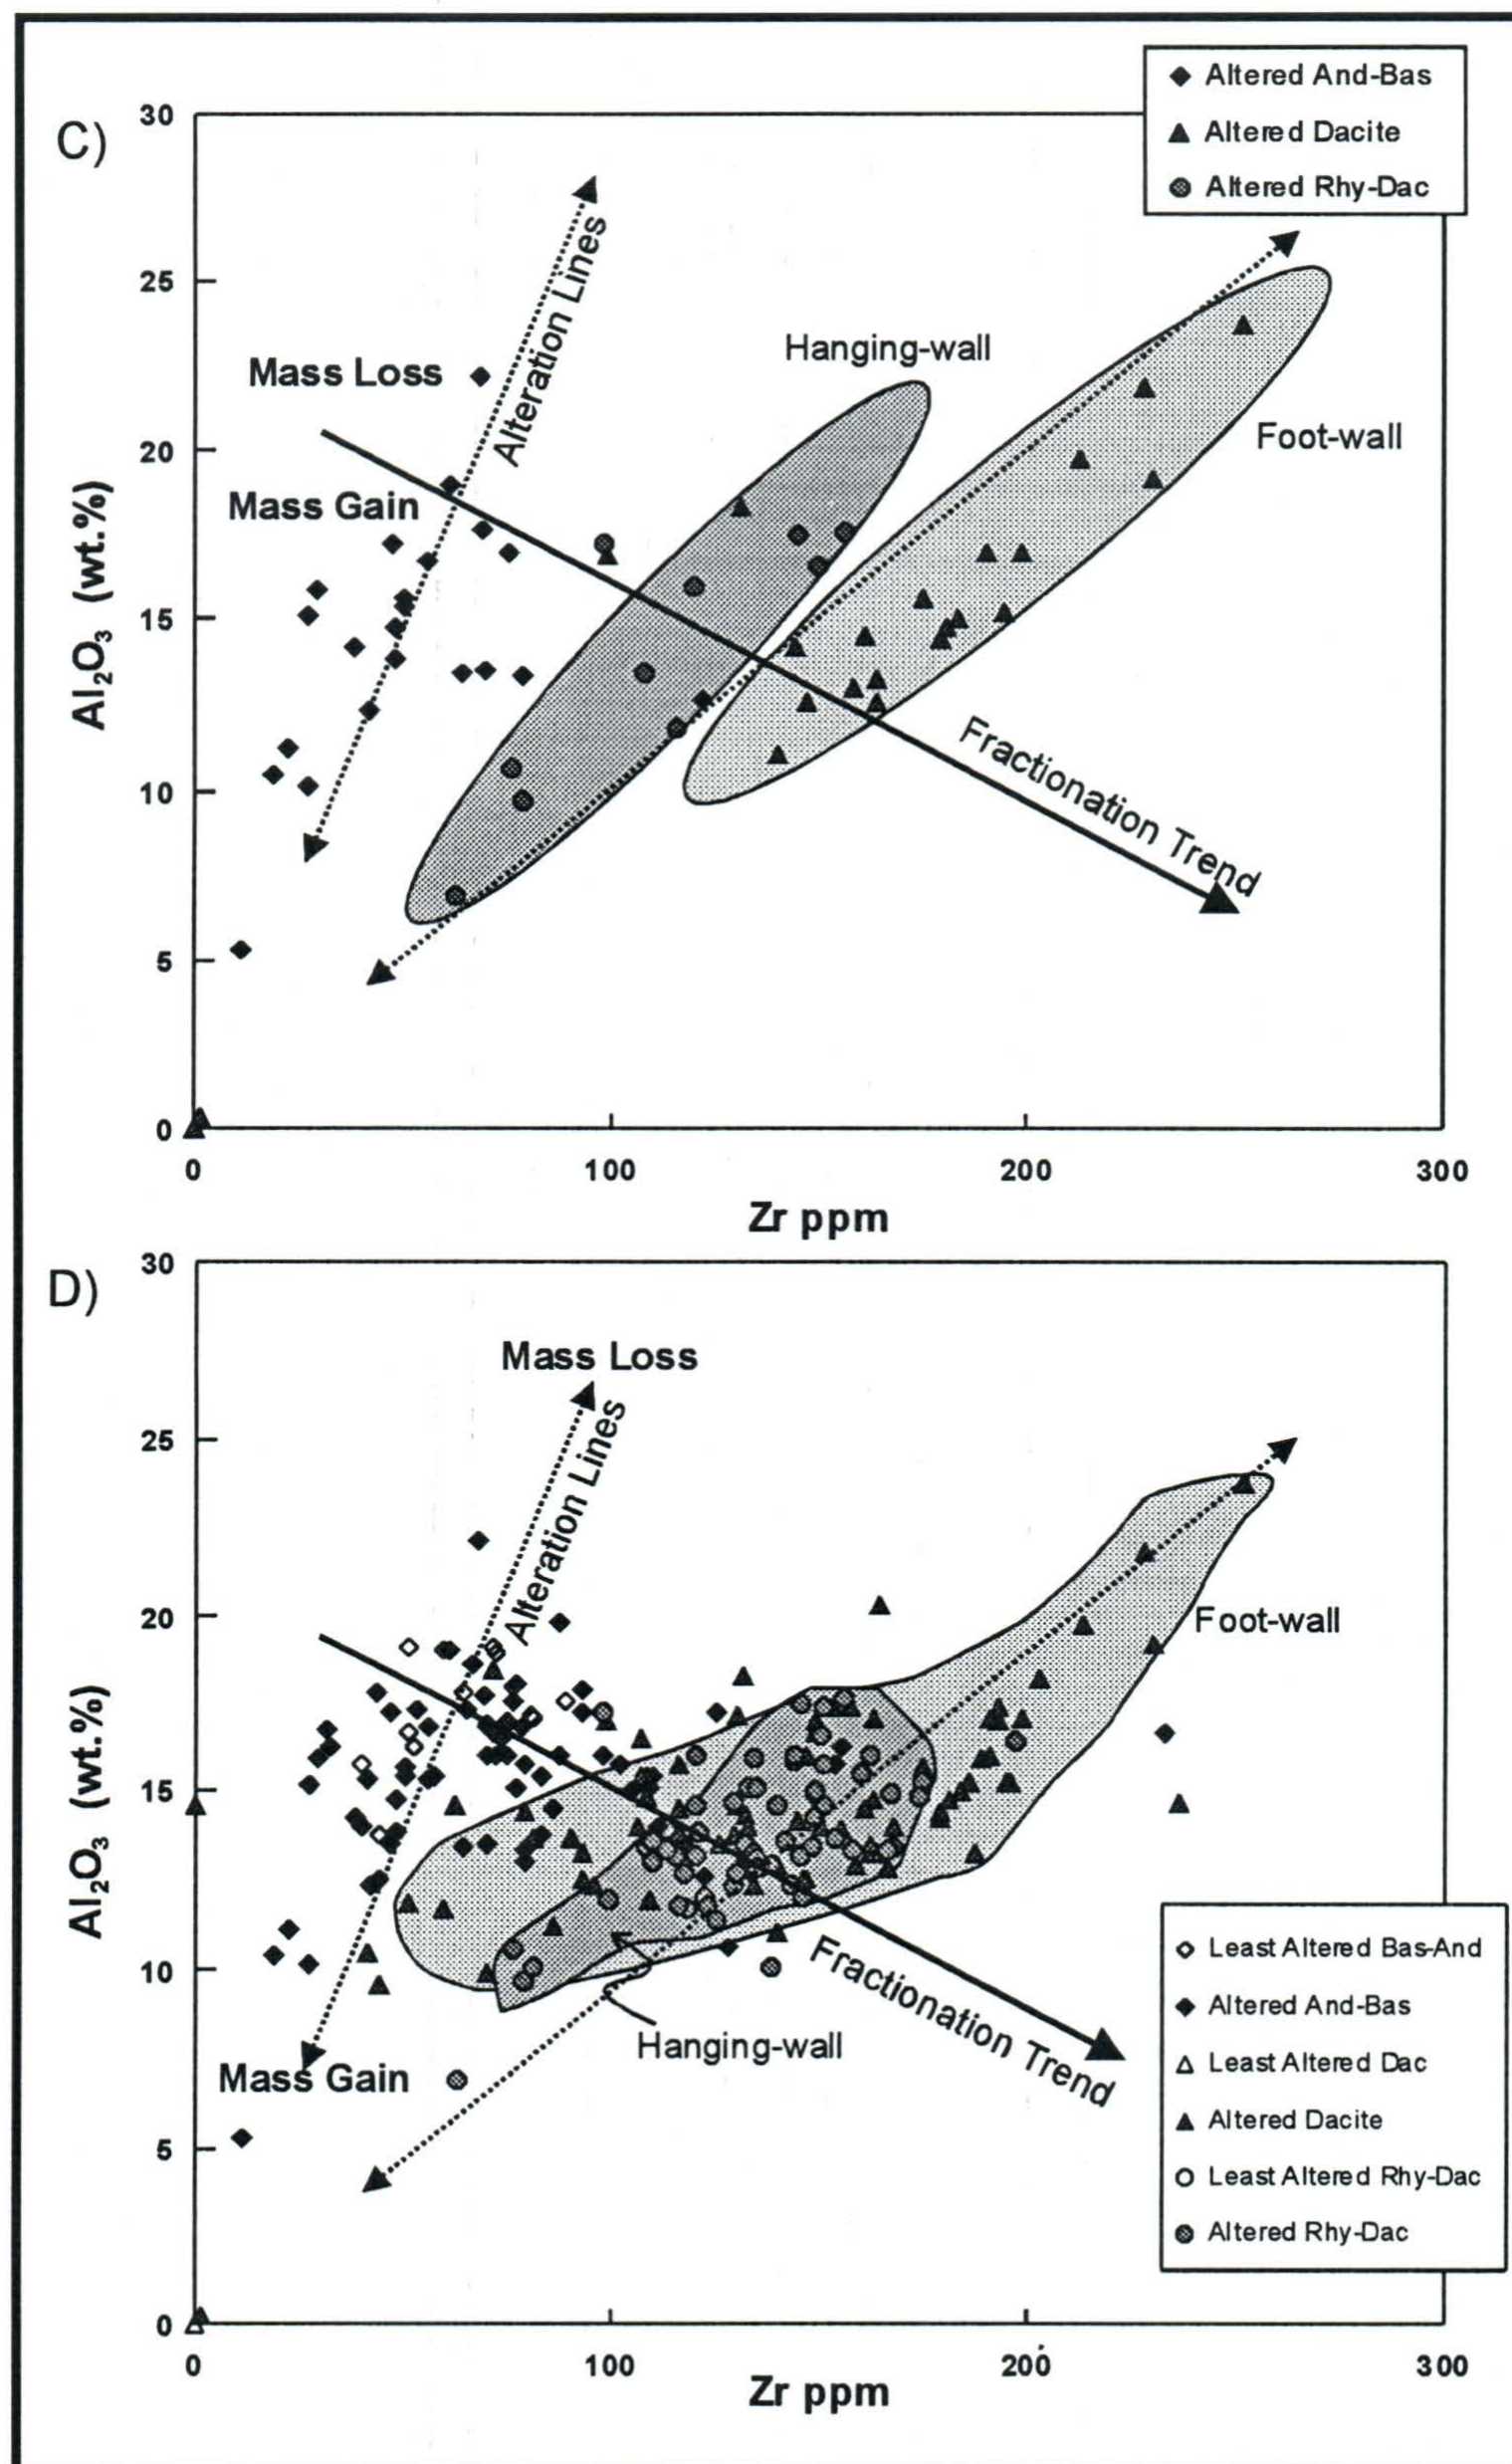 C)
Altered And-Bas
Altered Dacite
Altered Rhy-Dac
30
25
20
15
10
5
0
Al2O3 (wt.%)
Mass Loss
Mass Gain
Alteration Lines
Hanging-wall
Foot-wall
Fractionation Trend
0 100 200 300
Zr ppm
D)
30
25
20
15
10
5
0
Al2O3 (wt.%)
Mass Loss
Alteration Lines
Foot-wall
Mass Gain
Hanging-wall
Fractionation Trend
Least Altered Bas-And
Altered And-Bas
Least Altered Dac
Altered Dacite
Least Altered Rhy-Dac
Altered Rhy-Dac
0 100 200 300
Zr ppm